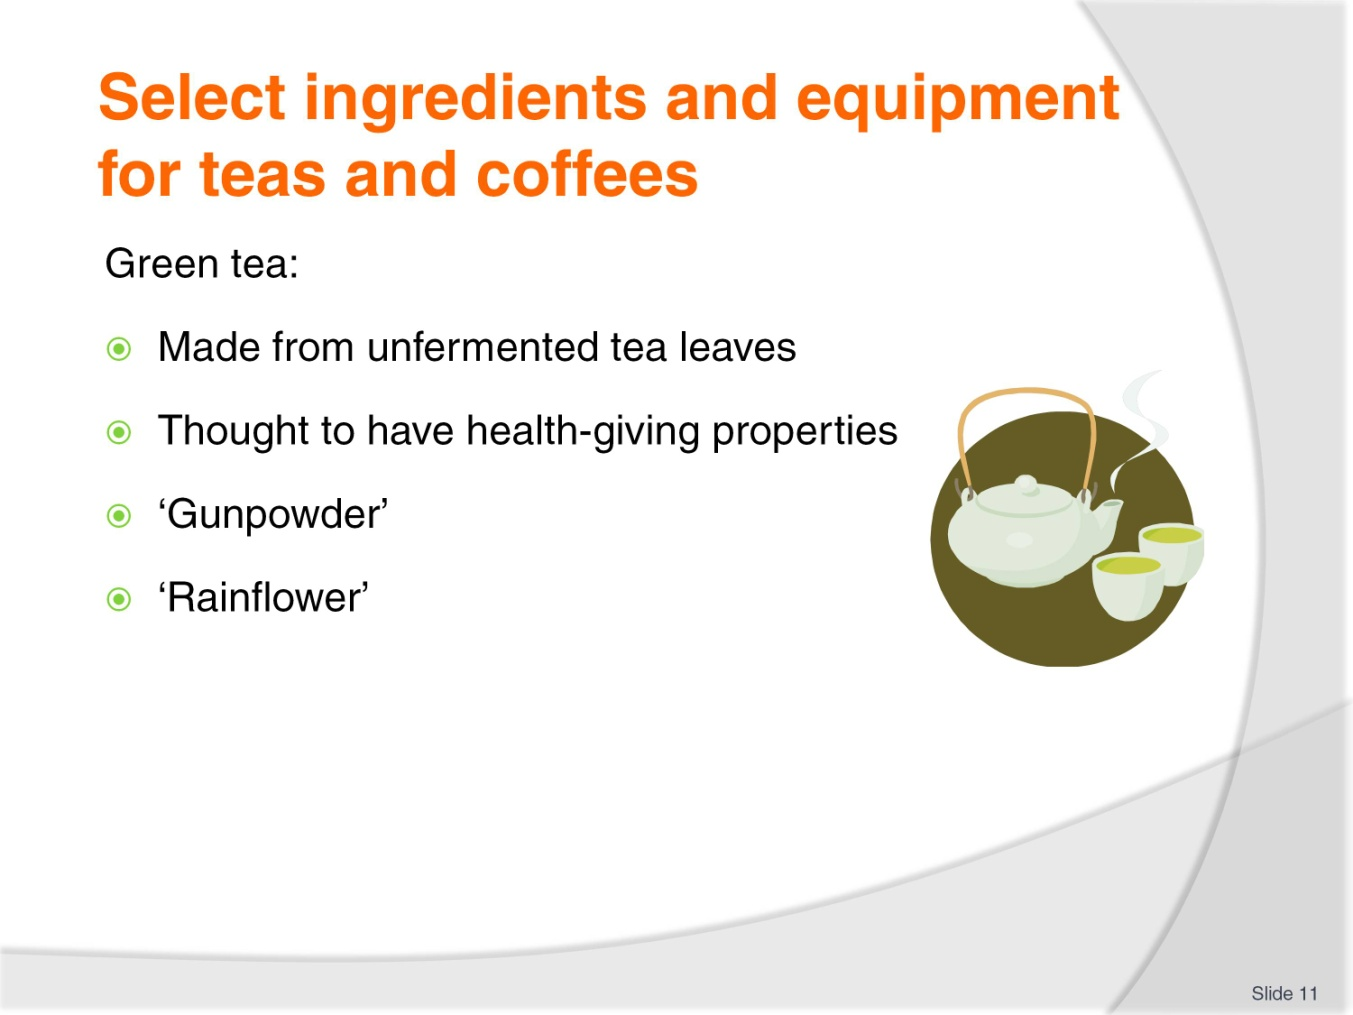 Select ingredients and equipment
for teas and coffees
Green tea:
Made from unfermented tea leaves
Thought to have health-giving properties
‘Gunpowder’
‘Rainflower’
Slide 11